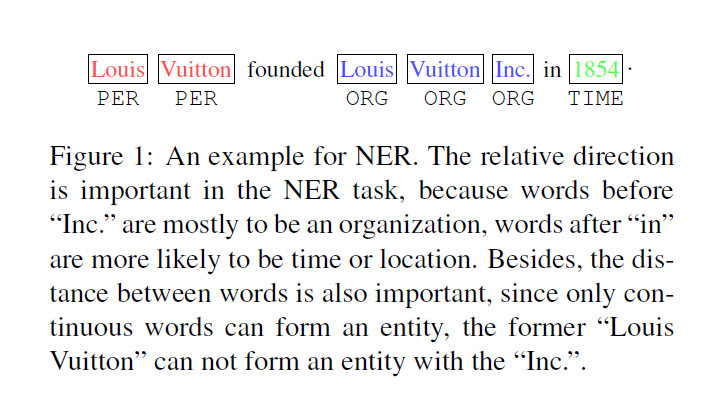 Louis Vuitton founded Louis Vuitton Inc. in 1854 .
PER PER ORG ORG ORG TIME
Figure 1: An example for NER. The relative direction
is important in the NER task, because words before
“Inc.” are mostly to be an organization, words after “in”
are more likely to be time or location. Besides, the dis-
tance between words is also important, since only con-
tinuous words can form an entity, the former “Louis
Vuitton” can not form an entity with the “Inc.”.